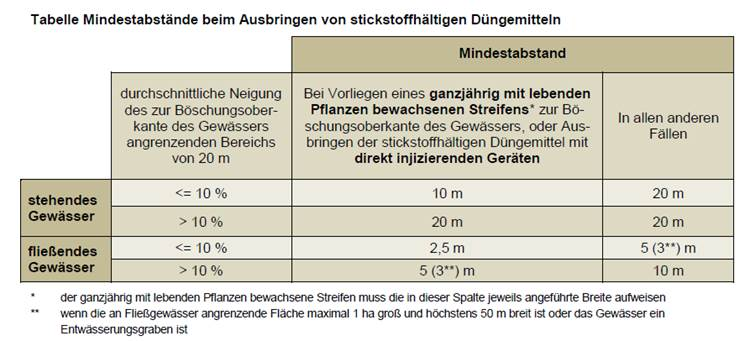 Tabelle Mindestabstände beim Ausbringen von stickstoffhältigen Düngemitteln
Mindestabstand
durchschnittliche Neigung
des zur Böschungsober-
kante des Gewässers
angrenzenden Bereichs
von 20 m
Bei Vorliegen eines ganzjährig mit lebenden
Pflanzen bewachsenen Streifens* zur Bö-
schungsoberkante des Gewässers, oder Aus-
bringen der stickstoffhältigen Düngemittel mit
direkt injizierenden Geräten
In allen anderen
Fällen
stehendes
Gewässer
<= 10 % 10 m 20 m
> 10 % 20 m 20 m
fließendes
Gewässer
<= 10 % 2,5 m 5 (3**) m
> 10 % 5 (3**) m 10 m
* der ganzjährig mit lebenden Pflanzen bewachsene Streifen muss die in dieser Spalte jeweils angeführte Breite aufweisen
** wenn die an Fließgewässer angrenzende Fläche maximal 1 ha groß und höchstens 50 m breit ist oder das Gewässer ein
Entwässerungsgraben ist